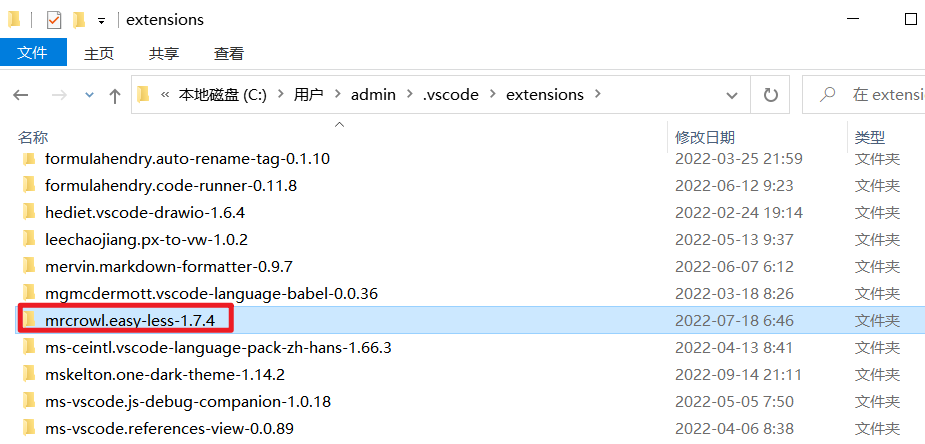 extensions
文件 主页 共享 查看
« 本地磁盘 (C:) › 用户 › admin › .vscode › extensions › 在 extensi
名称 修改日期 类型
formulahendry.auto-rename-tag-0.1.10 2022-03-25 21:59 文件夹
formulahendry.code-runner-0.11.8 2022-06-12 9:23 文件夹
hediet.vscode-drawio-1.6.4 2022-02-24 19:14 文件夹
leechaojiang.px-to-vw-1.0.2 2022-05-13 9:37 文件夹
mervin.markdown-formatter-0.9.7 2022-06-07 6:12 文件夹
mgmcdermott.vscode-language-babel-0.0.36 2022-03-18 8:26 文件夹
mrcrowl.easy-less-1.7.4 2022-07-18 6:46 文件夹
ms-ceintl.vscode-language-pack-zh-hans-1.66.3 2022-04-13 8:41 文件夹
mskelton.one-dark-theme-1.14.2 2022-09-14 21:11 文件夹
ms-vscode.js-debug-companion-1.0.18 2022-05-05 7:50 文件夹
ms-vscode.references-view-0.0.89 2022-04-06 8:38 文件夹